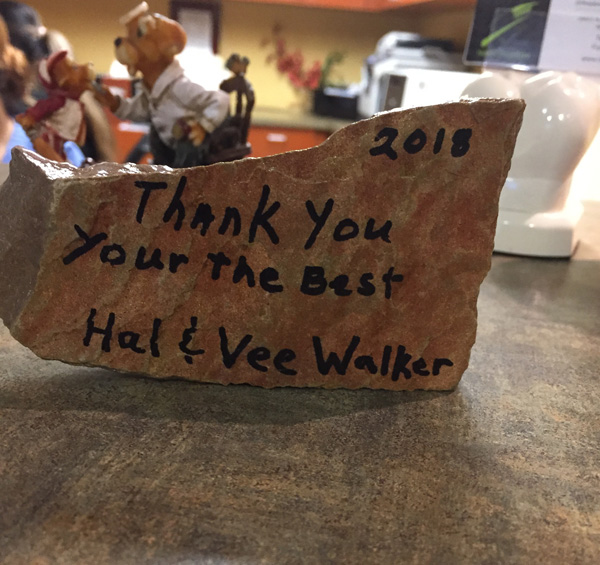 2018
Thank You
Your the Best
Hal & Vee Walker